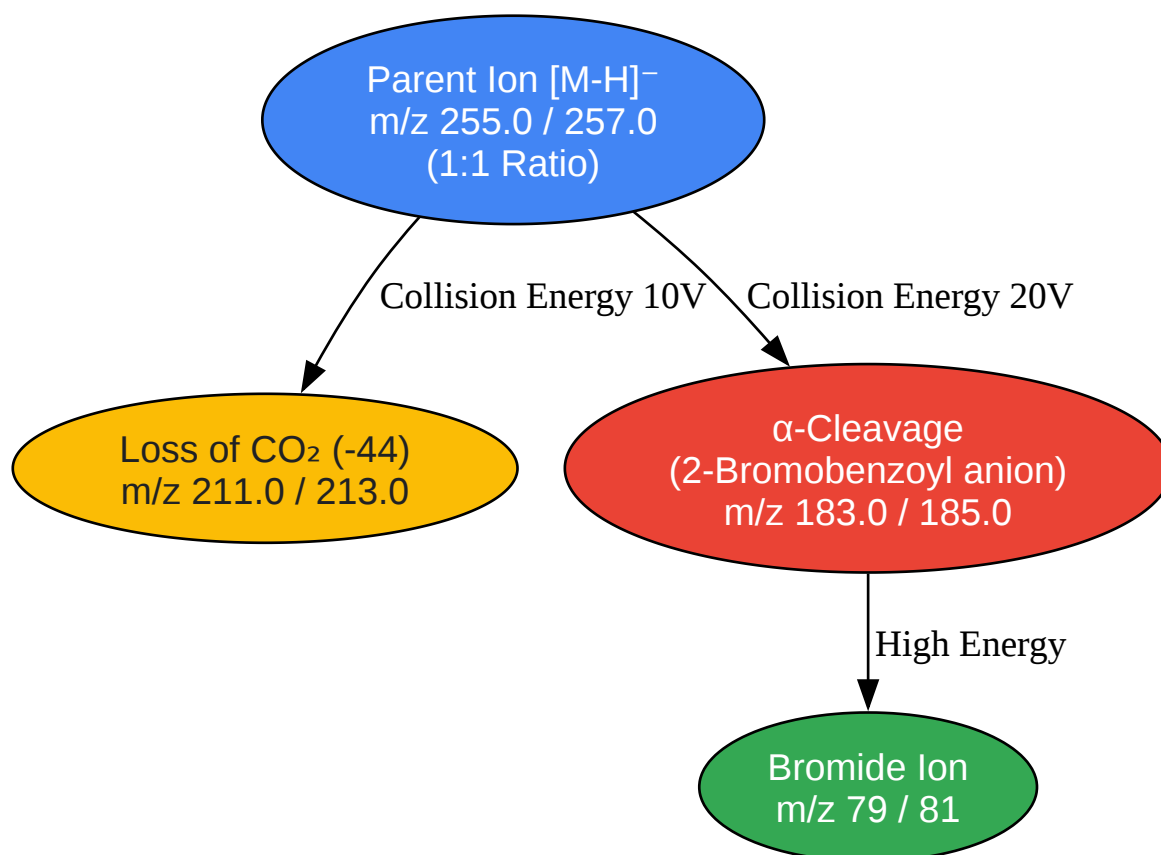 Parent Ion [M-H]⁻
m/z 255.0 / 257.0
(1:1 Ratio)
Collision Energy 10V
Collision Energy 20V
Loss of CO₂ (-44)
m/z 211.0 / 213.0
α-Cleavage
(2-Bromobenzoyl anion)
m/z 183.0 / 185.0
High Energy
Bromide Ion
m/z 79 / 81